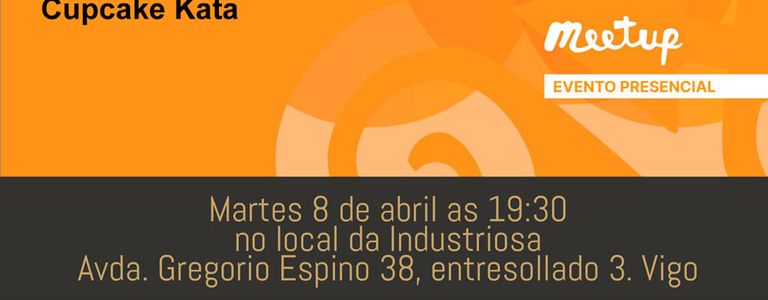 Cupcake Kata
meetup
EVENTO PRESENCIAL
Martes 8 de abril as 19:30
no local da Industriosa
Avda. Gregorio Espino 38, entresollado 3. Vigo